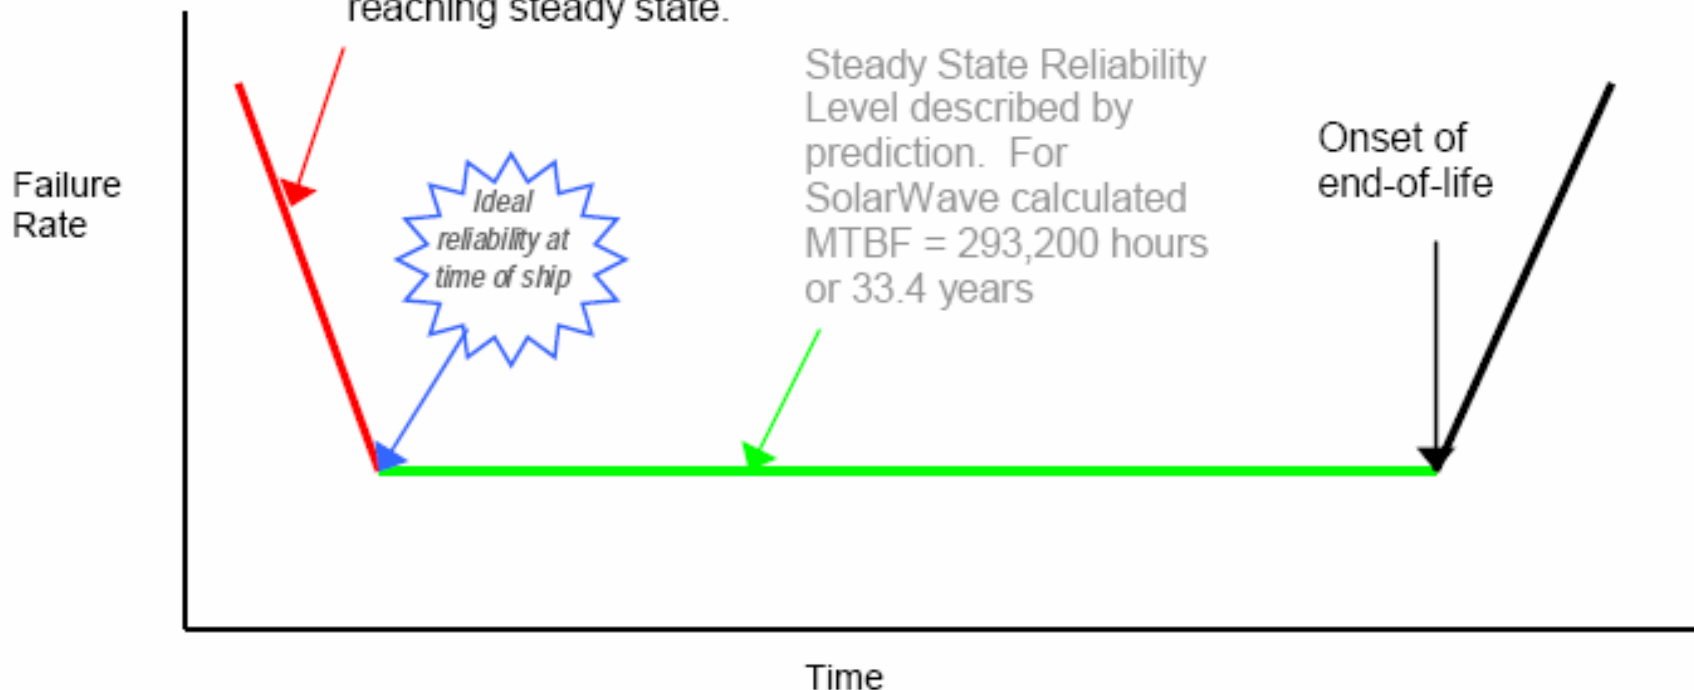 reaching steady state.
Steady State Reliability
Level described by
prediction.  For
SolarWave calculated
MTBF = 293,200 hours
or 33.4 years
Onset of
end-of-life
Failure
Rate
Ideal
reliability at
time of ship
Time